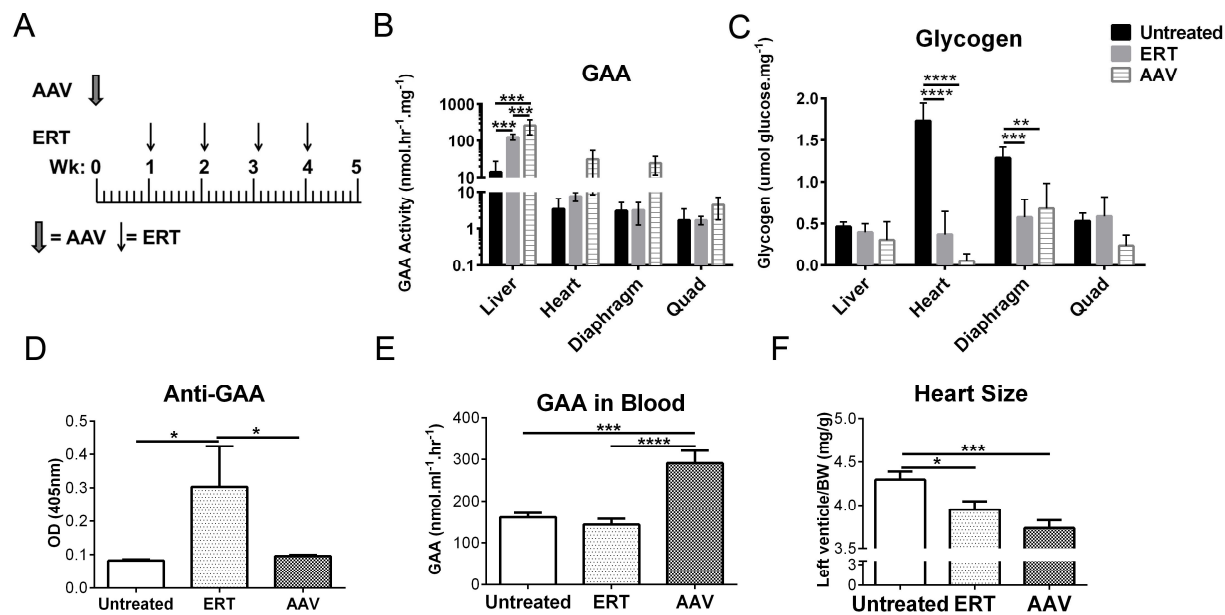 A
AAV
ERT
Wk: 0 1 2 3 4 5
= AAV = ERT
B
GAA
GAA Activity (nmol.hr⁻¹.mg⁻¹)
1000
100
10
10
1
0.1
***
***
***
Liver
Heart
Diaphragm
Quad
C
Glycogen
Glycogen (umol glucose.mg⁻¹)
2.0
1.5
1.0
0.5
0.0
****
****
**
***
Liver
Heart
Diaphragm
Quad
Untreated
ERT
AAV
D
Anti-GAA
OD (405nm)
0.5
0.4
0.3
0.2
0.1
0.0
*
*
Untreated ERT AAV
E
GAA in Blood
GAA (nmol.ml⁻¹.hr⁻¹)
400
300
200
100
0
***
****
Untreated ERT AAV
F
Heart Size
Left venticle/BW (mg/g)
5.0
4.5
4.0
3.5
3
0
***
*
Untreated ERT AAV